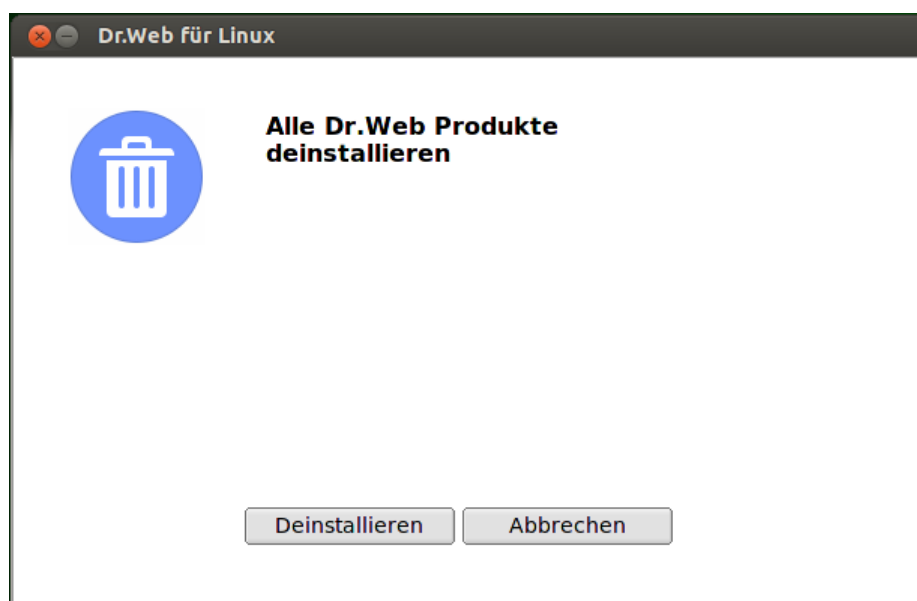 Dr.Web für Linux
Alle Dr.Web Produkte
deinstallieren
Deinstallieren
Abbrechen